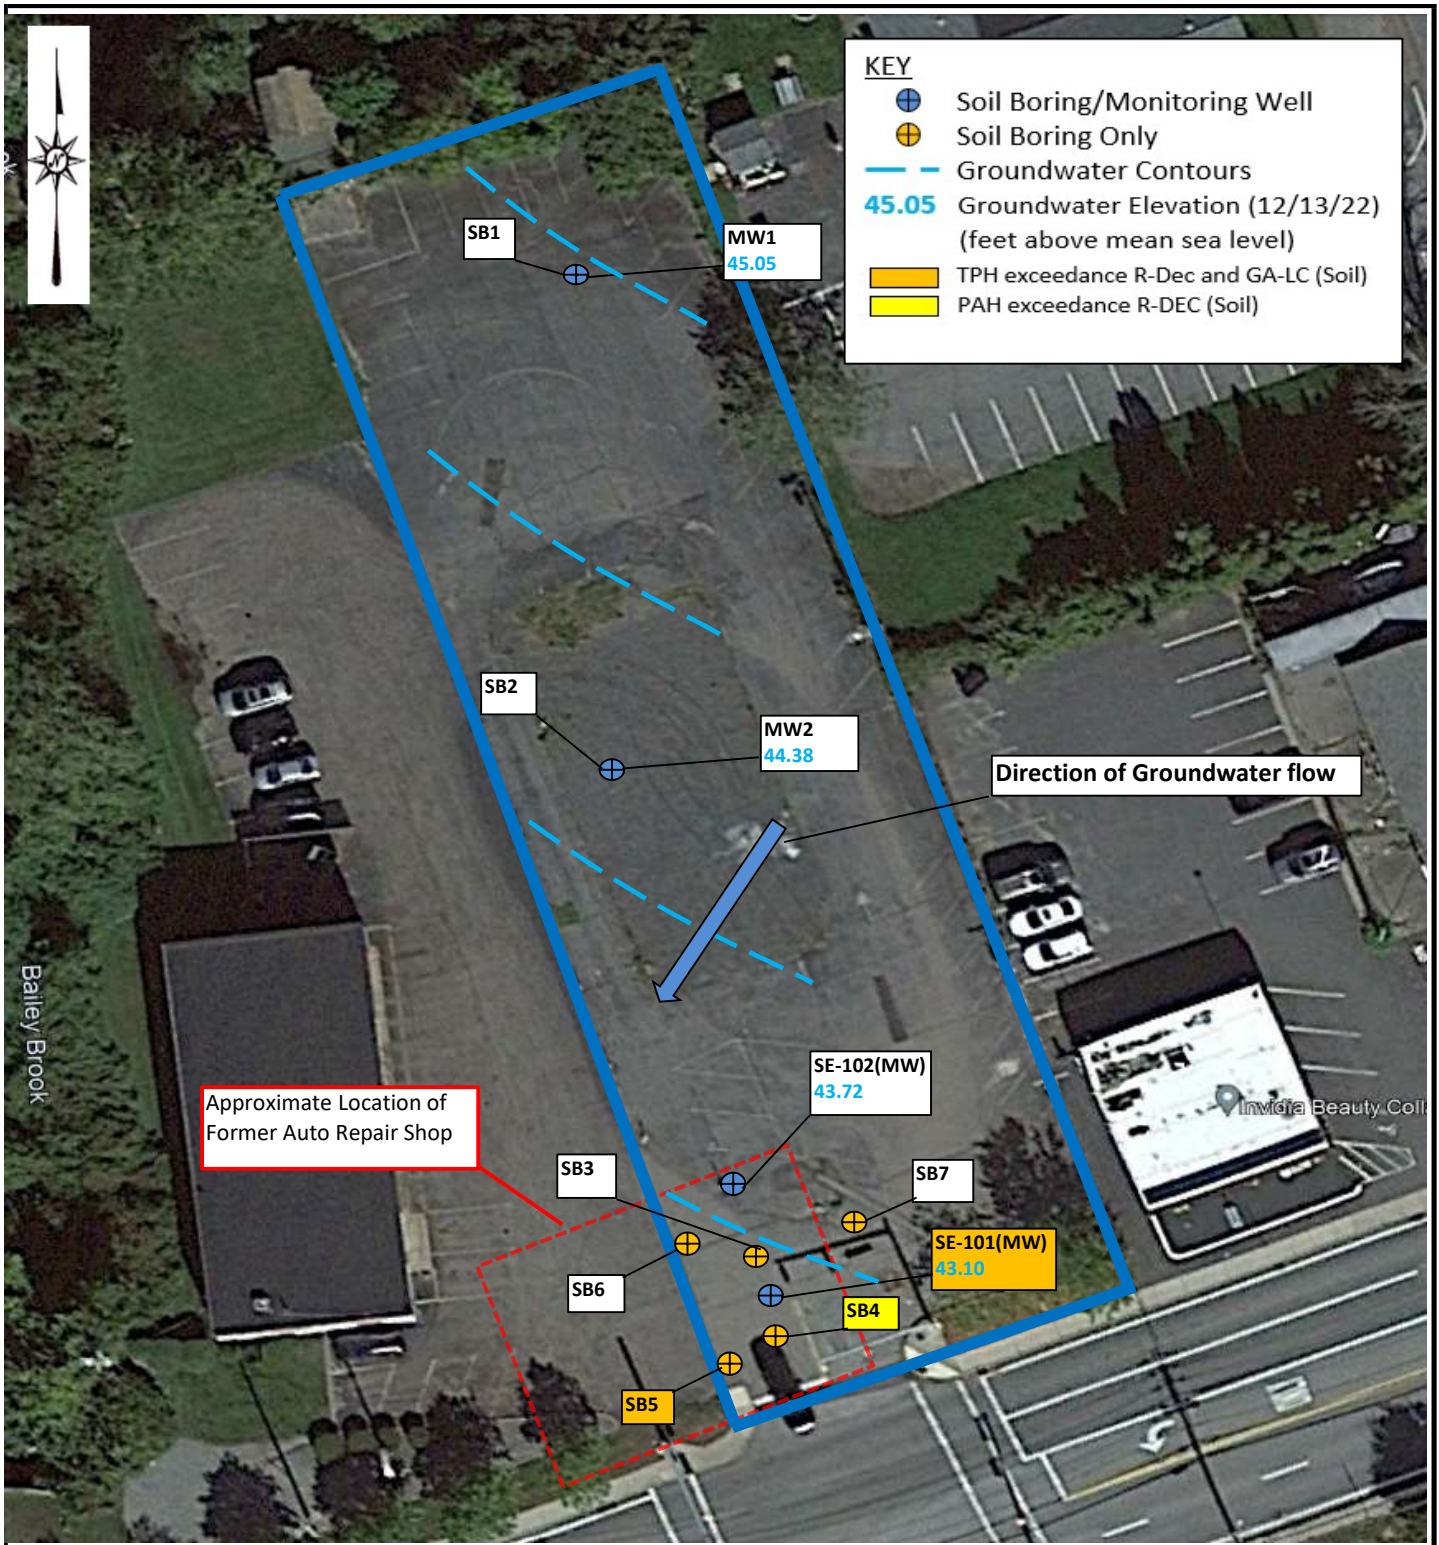 N
KEY
Soil Boring/Monitoring Well
Soil Boring Only
Groundwater Contours
45.05 Groundwater Elevation (12/13/22)
(feet above mean sea level)
TPH exceedance R-Dec and GA-LC (Soil)
PAH exceedance R-DEC (Soil)
SB1
MW1
45.05
SB2
MW2
44.38
Direction of Groundwater flow
Bailey Brook
SE-102(MW)
43.72
Approximate Location of
Former Auto Repair Shop
Invidia Beauty
SB3
SB7
SE-101(MW)
43.10
SB6
SB4
SB5